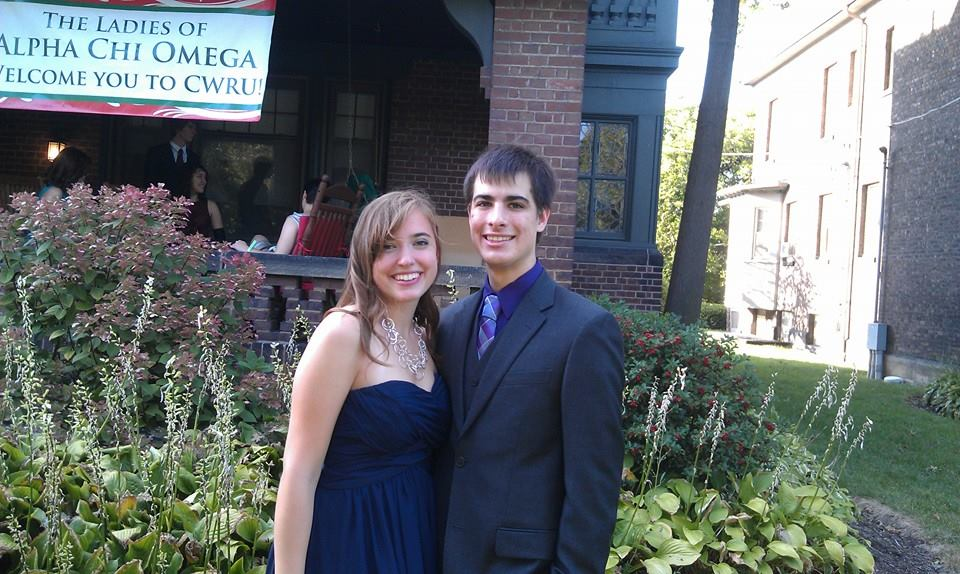 THE LADIES OF
ALPHA CHI OMEGA
WELCOME YOU TO CWRU!